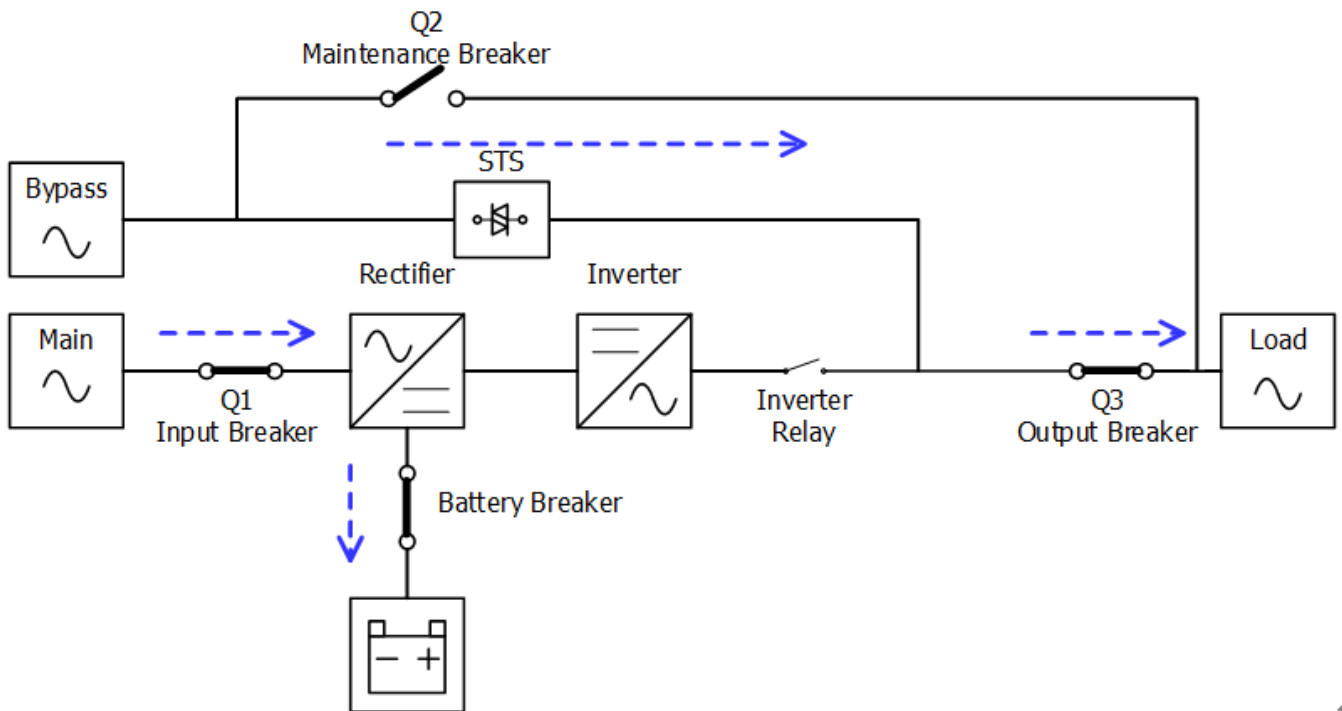 Q2
Maintenance Breaker
STS
Bypass
Rectifier
Inverter
Main
Load
Q1
Input Breaker
Inverter
Relay
Q3
Output Breaker
Battery Breaker